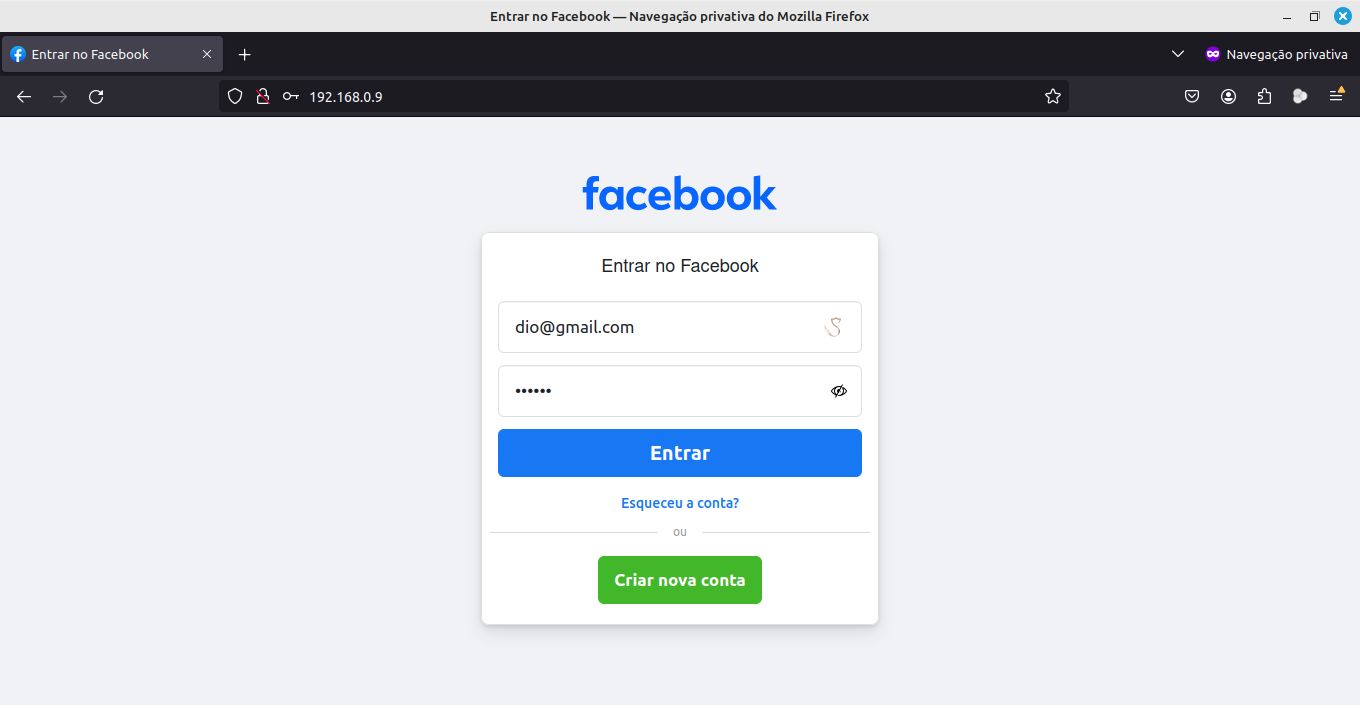 Entrar no Facebook — Navegação privativa do Mozilla Firefox
Entrar no Facebook
Navegação privativa
192.168.0.9
facebook
Entrar no Facebook
dio@gmail.com
••••••
Entrar
Esqueceu a conta?
ou
Criar nova conta